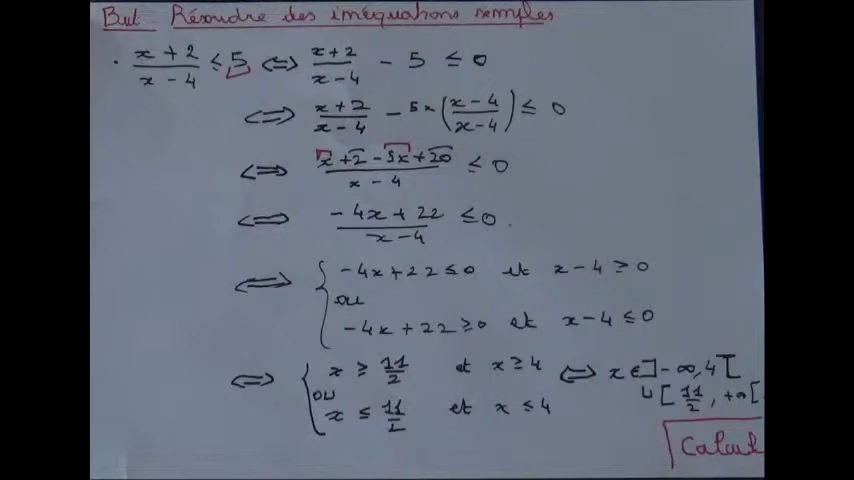 But Résoudre des inéquations simples
. x+2/x-4 ≤ 5 ⟺ x+2/x-4 - 5 ≤ 0
⟺ x+2/x-4 - 5×(x-4/x-4) ≤ 0
⟺ x+2-5x+20/x-4 ≤ 0
⟺ -4x+22/x-4 ≤ 0.
⟺ { -4x+22 ≤ 0 et x-4 ≥ 0
ou
-4x+22 ≥ 0 et x-4 ≤ 0
⟺ { x ≥ 11/2 et x ≥ 4 ⟺ x ∈ ]-∞, 4[
ou ∪ [11/2, +∞[
x ≤ 11/2 et x ≤ 4
Calcul